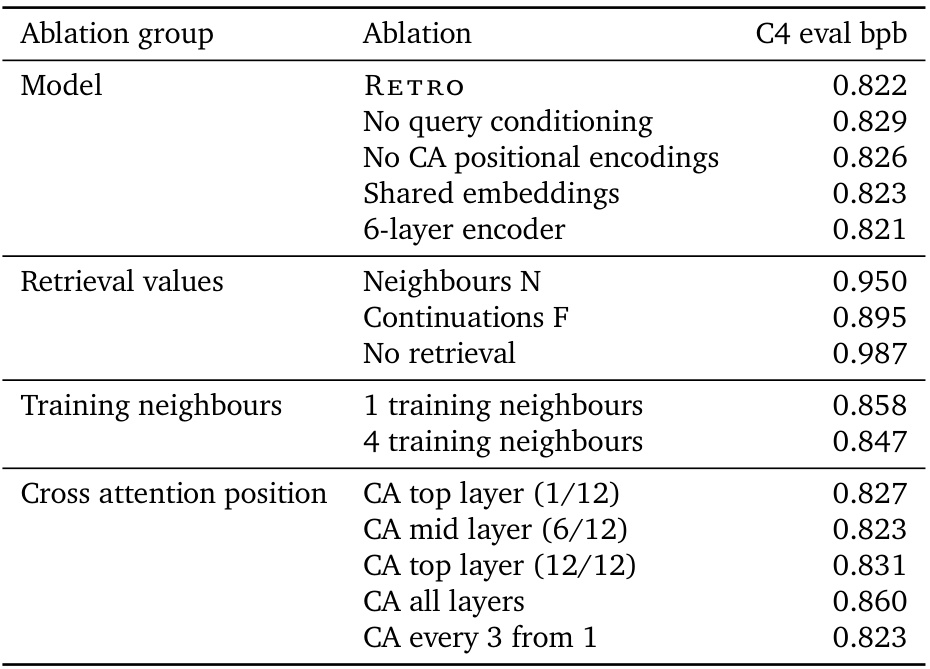 Ablation group Ablation C4 eval bpb
Model RETRO 0.822
No query conditioning 0.829
No CA positional encodings 0.826
Shared embeddings 0.823
6-layer encoder 0.821
Retrieval values Neighbours N 0.950
Continuations F 0.895
No retrieval 0.987
Training neighbours 1 training neighbours 0.858
4 training neighbours 0.847
Cross attention position CA top layer (1/12) 0.827
CA mid layer (6/12) 0.823
CA top layer (12/12) 0.831
CA all layers 0.860
CA every 3 from 1 0.823